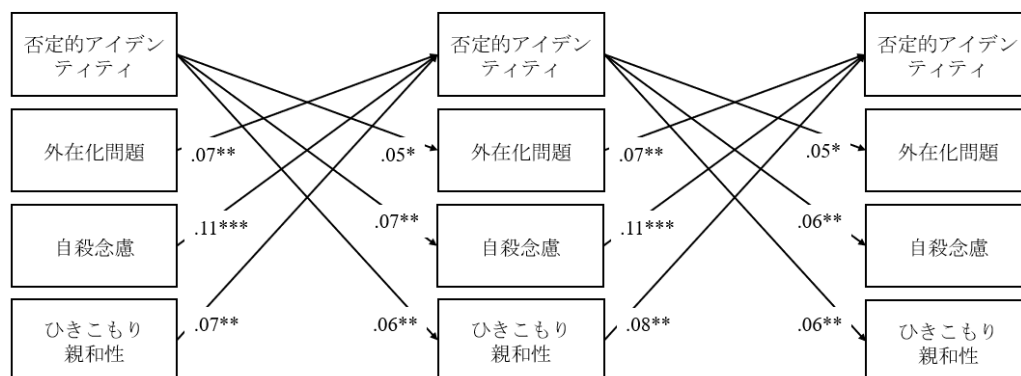 否定的アイデン
ティティ
否定的アイデン
ティティ
否定的アイデン
ティティ
外在化問題
.07**
.05*
外在化問題
.07**
.05*
外在化問題
自殺念慮
.11***
.07**
自殺念慮
.11***
.06**
自殺念慮
ひきこもり
親和性
.07**
.06**
ひきこもり
親和性
.08**
.06**
ひきこもり
親和性